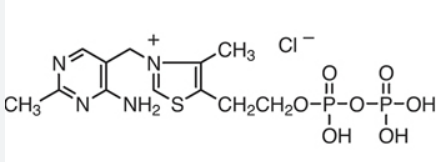 +
N
N
CH₃
Cl⁻
O
O
CH₃
N
NH₂
S
CH₂CH₂O–P–O–P–OH
OH
OH